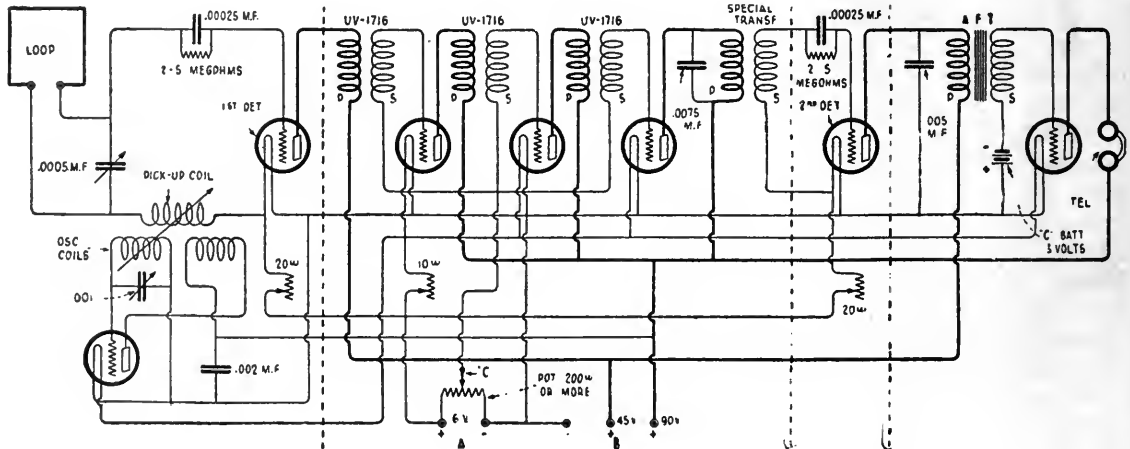 LOOP
.00025 M.F.
2-5 MEGOHMS
1ST DET
UV-1716
UV-1716
UV-1716
SPECIAL
TRANSF
.00025 M.F.
2 5
MEGOHMS
2ND DET
A F T
P
S
P
S
P
S
P
S
P
S
.0005 M.F
PICK-UP COIL
.0075
M.F
005
M.F
-
+
TEL
"C" BATT
3 VOLTS
OSC
COILS
001
20 ω
10 ω
20 ω
.002 M.F
"C
POT 200 ω
OR MORE
6 V
+
-
A
-
45 V
+
90 V
+
B